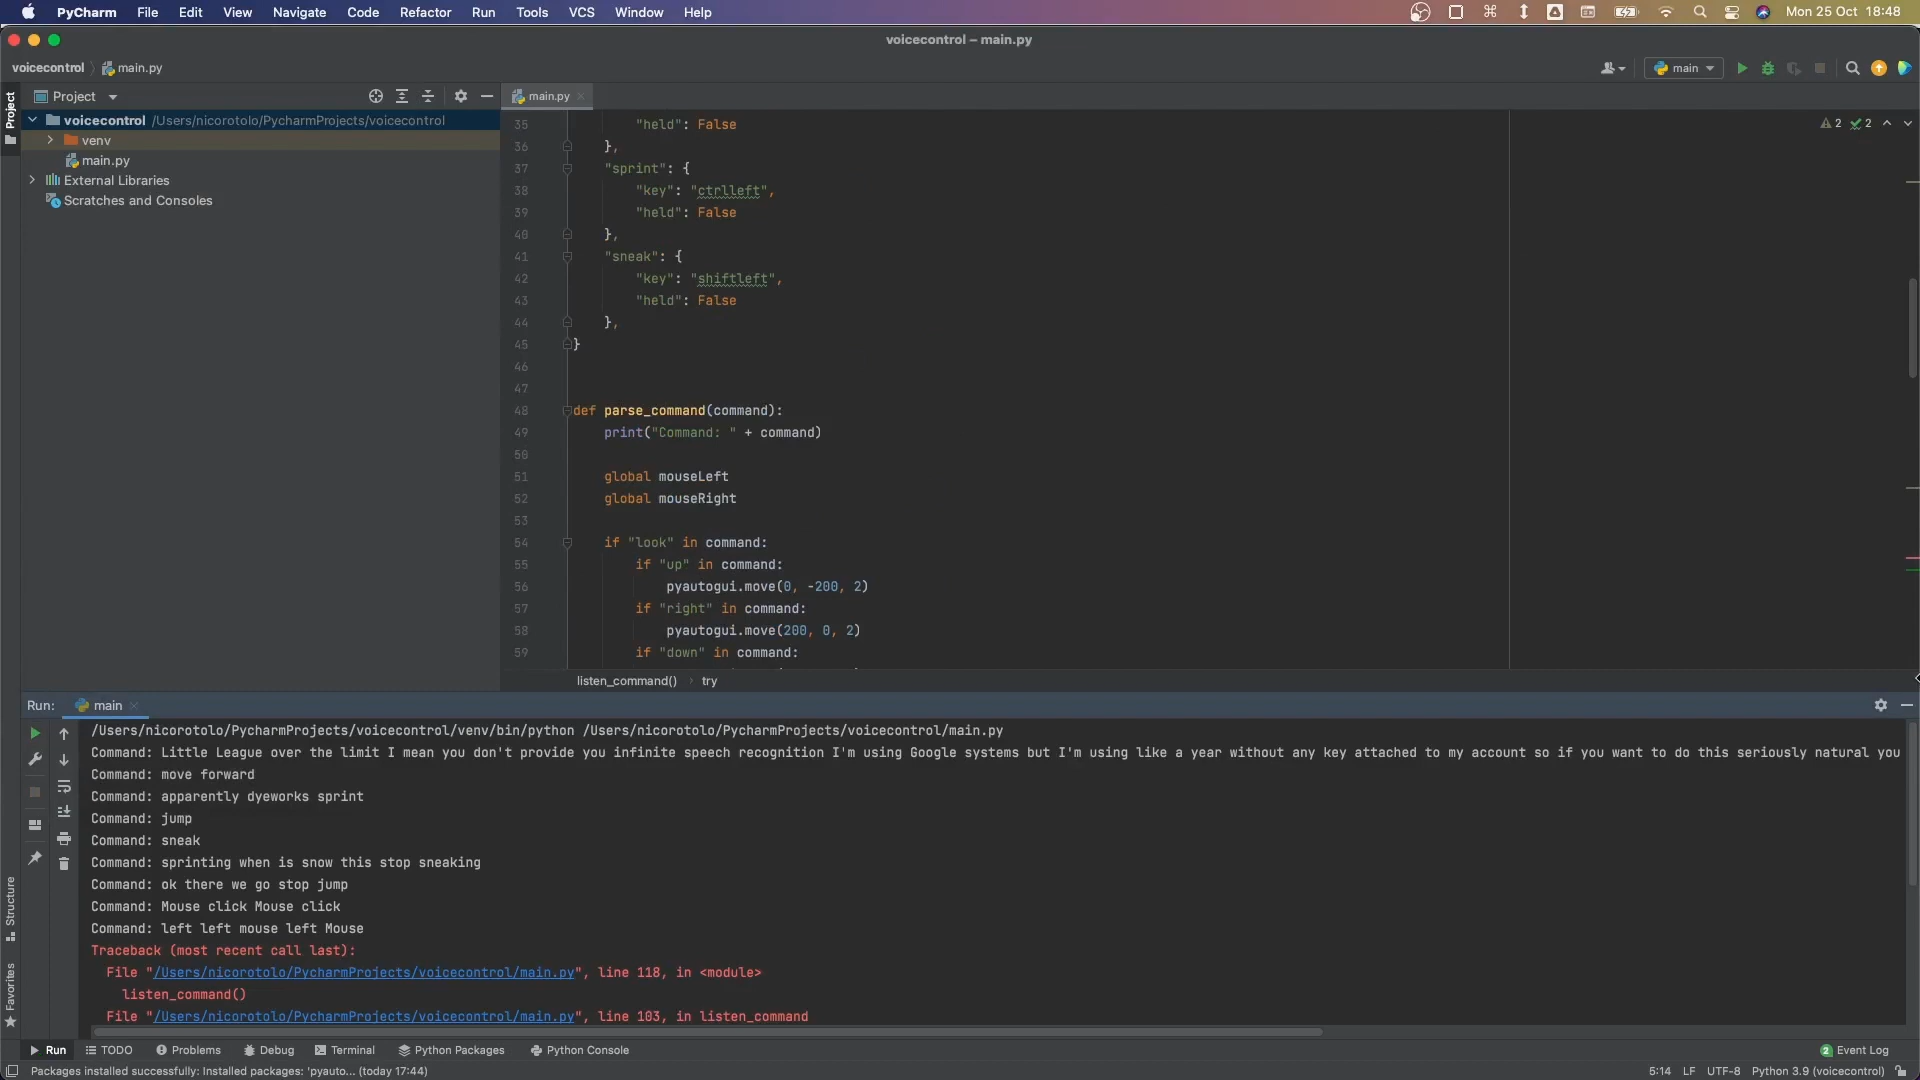 PyCharm File Edit View Navigate Code Refactor Run Tools VCS Window Help Mon 25 Oct 18:48
voicecontrol – main.py
voicecontrol main.py main
Project Project main.py
voicecontrol /Users/nicorotolo/PycharmProjects/voicecontrol
venv
main.py
External Libraries
Scratches and Consoles
2 2
35 "held": False
36 },
37 "sprint": {
38 "key": "ctrlleft",
39 "held": False
40 },
41 "sneak": {
42 "key": "shiftleft",
43 "held": False
44 },
45 }
46
47
48 def parse_command(command):
49 print("Command: " + command)
50
51 global mouseLeft
52 global mouseRight
53
54 if "look" in command:
55 if "up" in command:
56 pyautogui.move(0, -200, 2)
57 if "right" in command:
58 pyautogui.move(200, 0, 2)
59 if "down" in command:
listen_command() try
Run: main
/Users/nicorotolo/PycharmProjects/voicecontrol/venv/bin/python /Users/nicorotolo/PycharmProjects/voicecontrol/main.py
Command: Little League over the limit I mean you don't provide you infinite speech recognition I'm using Google systems but I'm using like a year without any key attached to my account so if you want to do this seriously natural you
Command: move forward
Command: apparently dyeworks sprint
Command: jump
Command: sneak
Command: sprinting when is snow this stop sneaking
Command: ok there we go stop jump
Command: Mouse click Mouse click
Command: left left mouse left Mouse
Traceback (most recent call last):
File "/Users/nicorotolo/PycharmProjects/voicecontrol/main.py", line 118, in <module>
listen_command()
File "/Users/nicorotolo/PycharmProjects/voicecontrol/main.py", line 103, in listen_command
Structure
Favorites
Run TODO Problems Debug Terminal Python Packages Python Console 2 Event Log
Packages installed successfully: Installed packages: 'pyauto... (today 17:44) 5:14 LF UTF-8 Python 3.9 (voicecontrol)